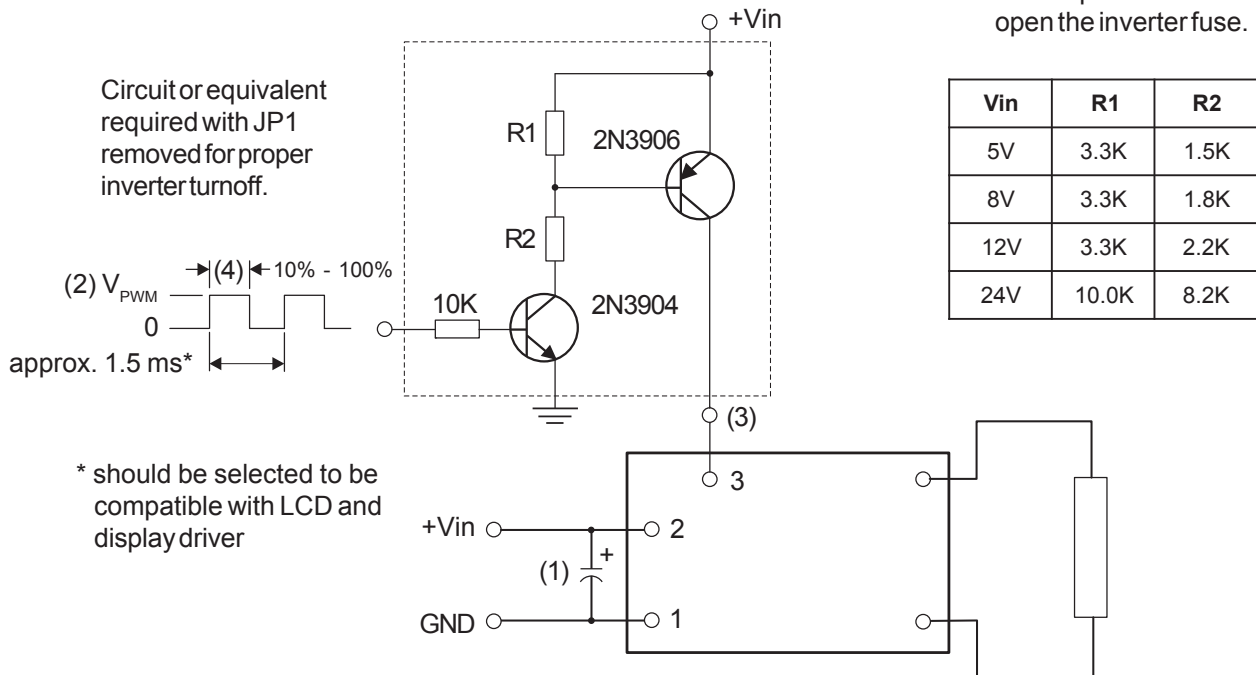 open the inverter fuse.
+Vin
Circuit or equivalent
required with JP1
removed for proper
inverter turnoff.
R1
2N3906
R2
(2) VPWM
(4)
10% - 100%
0
approx. 1.5 ms*
10K
2N3904
Vin R1 R2
5V 3.3K 1.5K
8V 3.3K 1.8K
12V 3.3K 2.2K
24V 10.0K 8.2K
(3)
* should be selected to be
compatible with LCD and
display driver
3
+Vin
2
(1)
+
GND
1